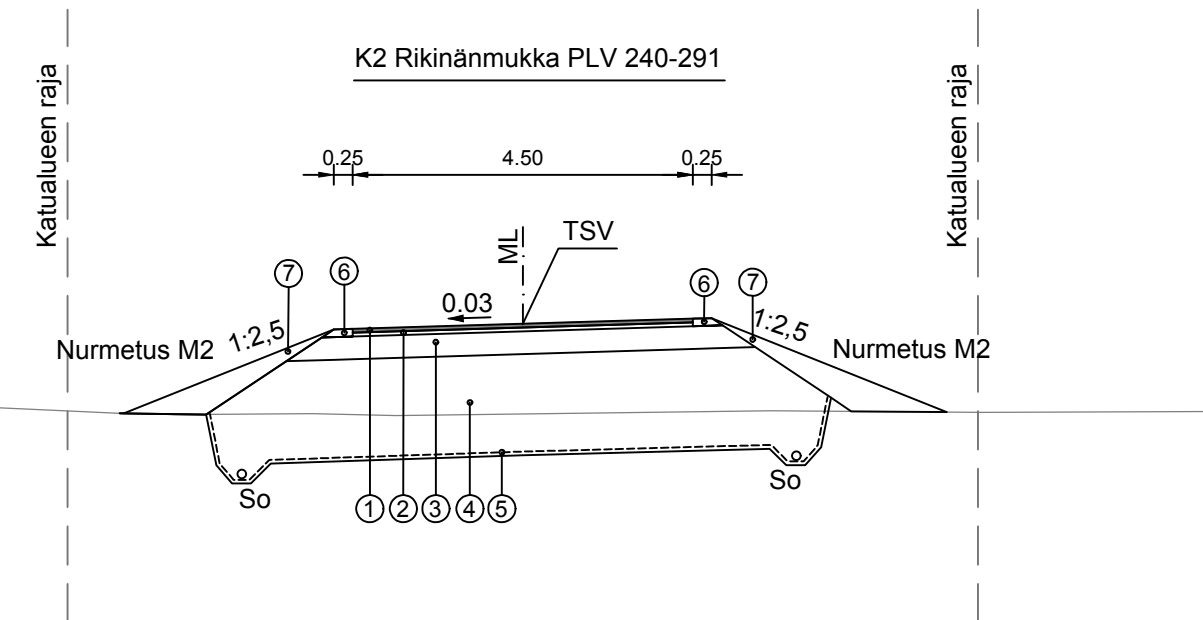 K2 Rikinänmukka PLV 240-291
Katualueen raja
Katualueen raja
0.25 4.50 0.25
ML
TSV
7 6 0.03 6 7
1:2,5
1:2,5
Nurmetus M2
Nurmetus M2
So
So
1 2 3 4 5